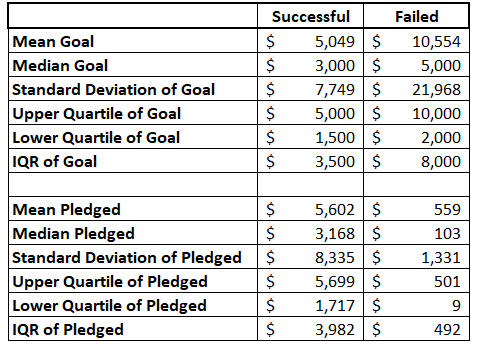 Successful Failed
Mean Goal $ 5,049 $ 10,554
Median Goal $ 3,000 $ 5,000
Standard Deviation of Goal $ 7,749 $ 21,968
Upper Quartile of Goal $ 5,000 $ 10,000
Lower Quartile of Goal $ 1,500 $ 2,000
IQR of Goal $ 3,500 $ 8,000
Mean Pledged $ 5,602 $ 559
Median Pledged $ 3,168 $ 103
Standard Deviation of Pledged $ 8,335 $ 1,331
Upper Quartile of Pledged $ 5,699 $ 501
Lower Quartile of Pledged $ 1,717 $ 9
IQR of Pledged $ 3,982 $ 492